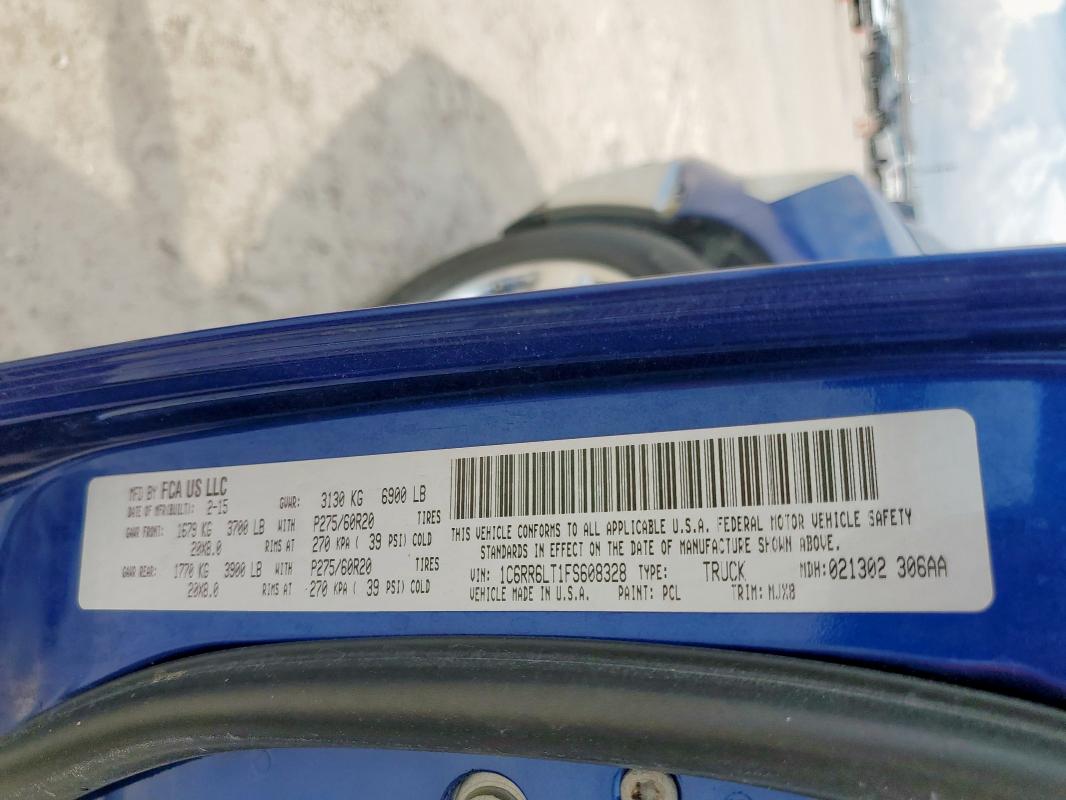 MFD BY FCA US LLC
DATE OF MFR(BUILT): 2-15 GVWR: 3130 KG 6900 LB
GAWR FRONT: 1679 KG 3700 LB WITH P275/60R20 TIRES
20X8.0 RIMS AT 270 KPA ( 39 PSI) COLD
GAWR REAR: 1770 KG 3900 LB WITH P275/60R20 TIRES
20X8.0 RIMS AT 270 KPA ( 39 PSI) COLD
THIS VEHICLE CONFORMS TO ALL APPLICABLE U.S.A. FEDERAL MOTOR VEHICLE SAFETY
STANDARDS IN EFFECT ON THE DATE OF MANUFACTURE SHOWN ABOVE.
VIN: 1C6RR6LT1FS608328 TYPE: TRUCK MDH:021302 306AA
VEHICLE MADE IN U.S.A. PAINT: PCL TRIM: MJX8